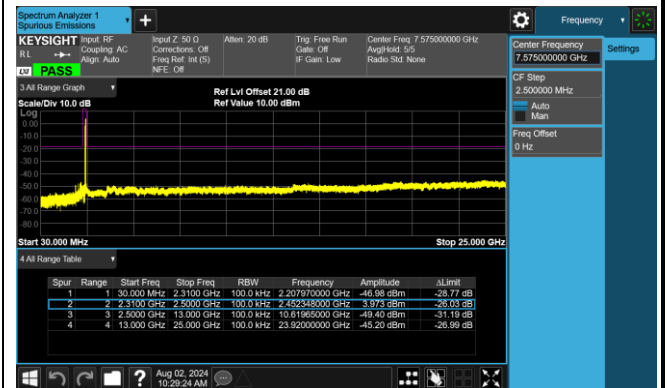 Spectrum Analyzer 1
Spurious Emissions
Frequency
KEYSIGHT Input: RF Input Z: 50 Ω Atten: 20 dB Trig: Free Run Center Freq: 7.575000000 GHz
RL Coupling: AC Corrections: Off Gate: Off Avg|Hold: 5/5
Align: Auto Freq Ref: Int (S) IF Gain: Low Radio Std: None
NFE: Off
PASS
Center Frequency
7.575000000 GHz
Settings
CF Step
2.500000 MHz
Auto
Man
Freq Offset
0 Hz
3 All Range Graph
Ref Lvl Offset 21.00 dB
Scale/Div 10.0 dB Ref Value 10.00 dBm
Log
0.00
-10.0
-20.0
-30.0
-40.0
-50.0
-60.0
-70.0
-80.0
Start 30.000 MHz Stop 25.000 GHz
4 All Range Table
Spur Range Start Freq Stop Freq RBW Frequency Amplitude ΔLimit
1 1 30.000 MHz 2.3100 GHz 100.0 kHz 2.207970000 GHz -46.98 dBm -28.77 dB
2 2 2.3100 GHz 2.5000 GHz 100.0 kHz 2.452348000 GHz 3.973 dBm -26.03 dB
3 3 2.5000 GHz 13.000 GHz 100.0 kHz 10.61965000 GHz -49.40 dBm -31.19 dB
4 4 13.000 GHz 25.000 GHz 100.0 kHz 23.92000000 GHz -45.20 dBm -26.99 dB
Aug 02, 2024
10:29:24 AM